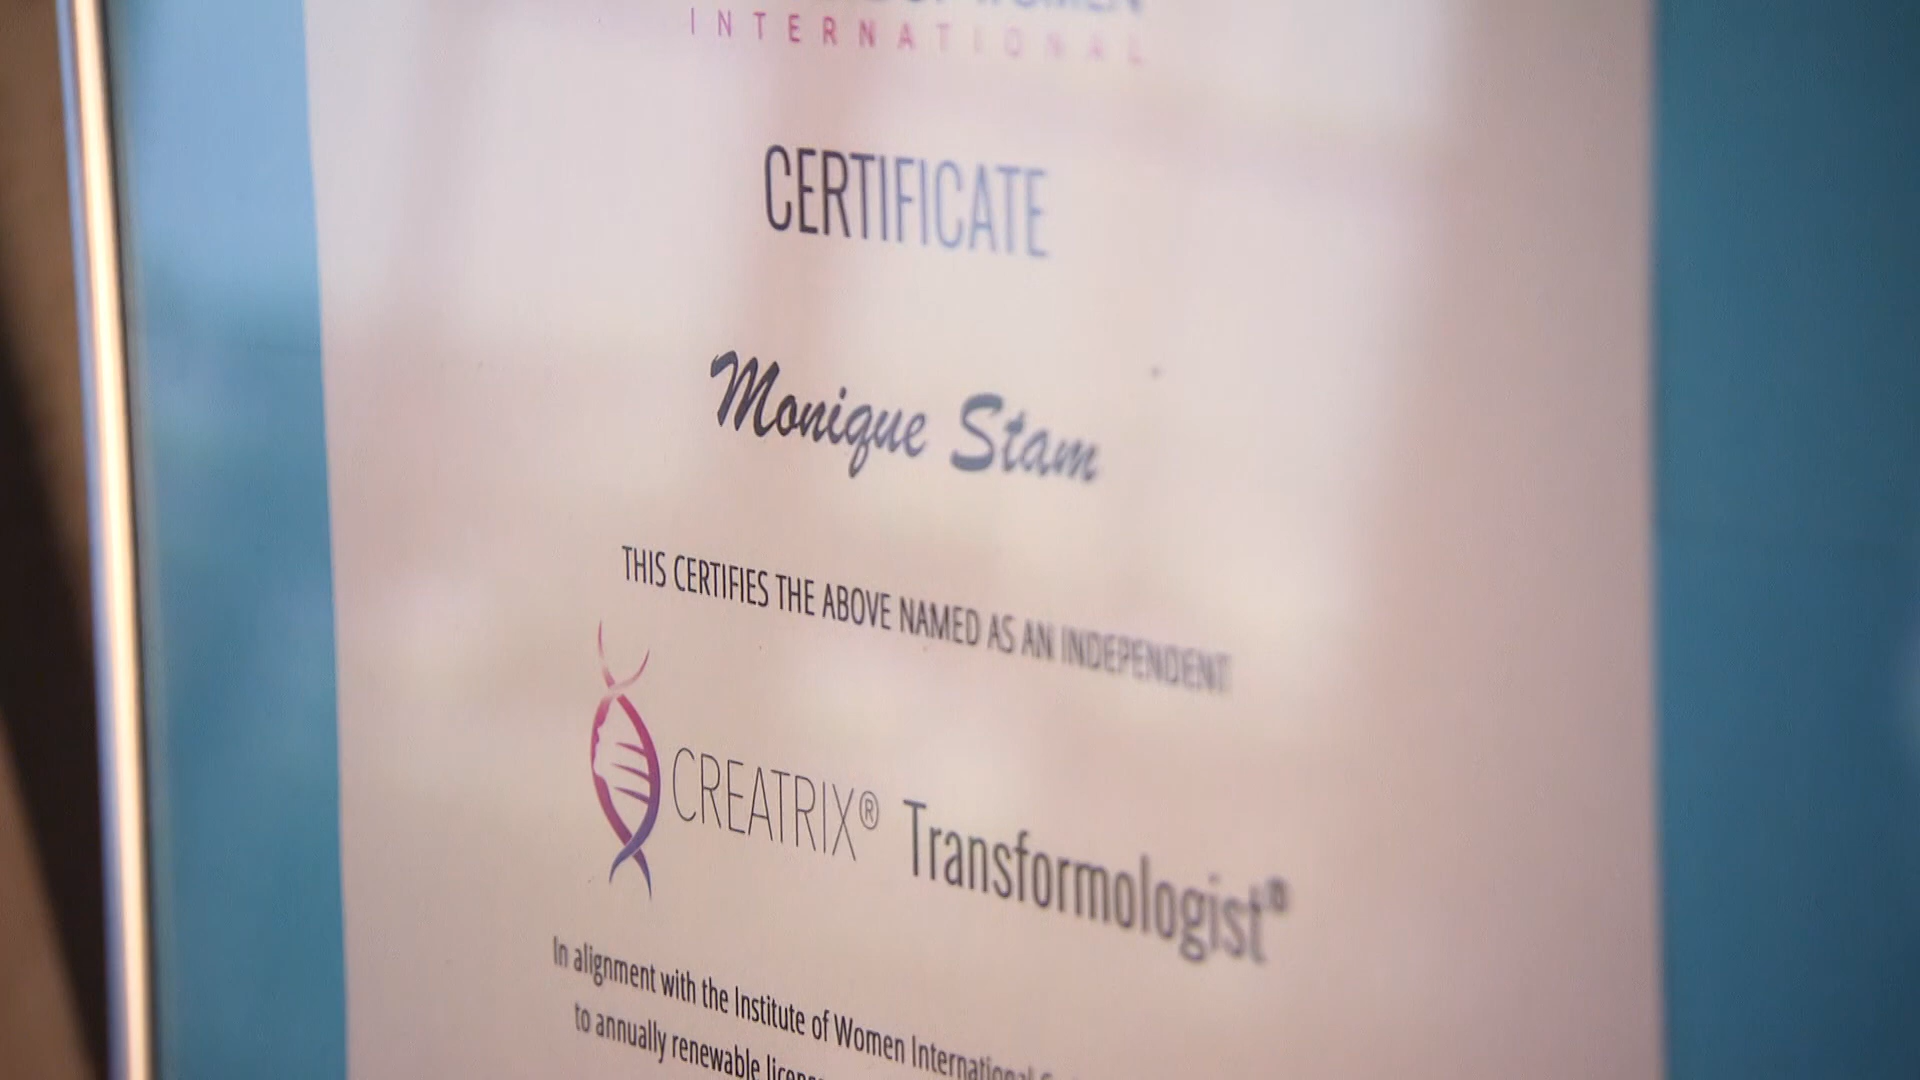 WOMEN
INTERNATIONAL
CERTIFICATE
Monique Stam
THIS CERTIFIES THE ABOVE NAMED AS AN INDEPENDENT
CREATRIX® Transformologist®
In alignment with the Institute of Women International
to annually renewable